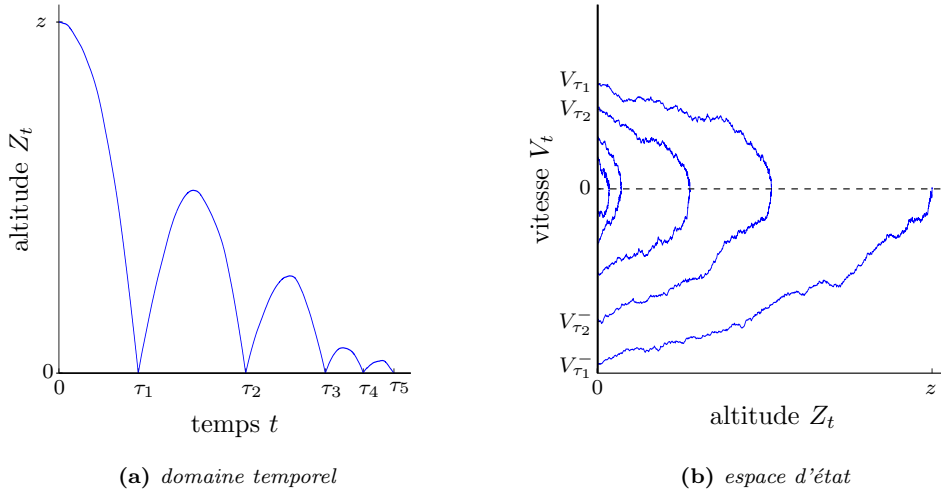 z
altitude Z_t
0
0 τ_1 τ_2 τ_3 τ_4 τ_5
temps t
(a) domaine temporel
V_{τ_1}
V_{τ_2}
vitesse V_t
0
V_{τ_2}^-
V_{τ_1}^-
0 z
altitude Z_t
(b) espace d'état